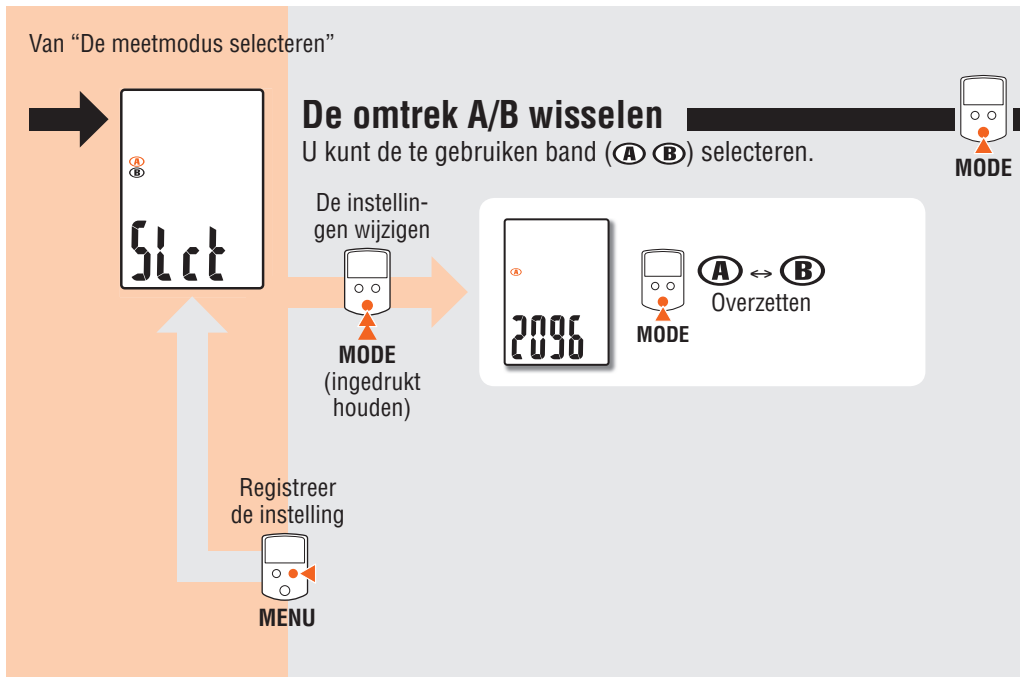 Van “De meetmodus selecteren”
De omtrek A/B wisselen
U kunt de te gebruiken band (Ⓐ Ⓑ) selecteren.
MODE
Ⓐ
Ⓑ
Slct
De instellin-
gen wijzigen
MODE
(ingedrukt
houden)
Ⓐ
2096
MODE
Ⓐ ↔ Ⓑ
Overzetten
Registreer
de instelling
MENU